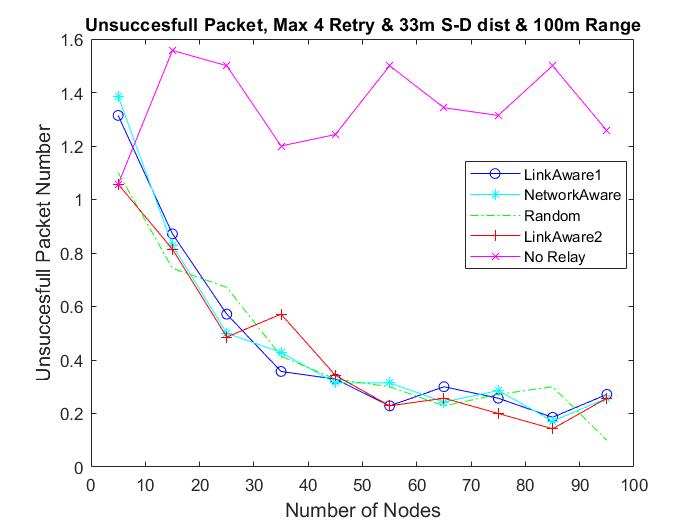 Unsuccesfull Packet, Max 4 Retry & 33m S-D dist & 100m Range
1.6
1.4
1.2
1
0.8
0.6
0.4
0.2
0
Unsuccesfull Packet Number
LinkAware1
NetworkAware
Random
LinkAware2
No Relay
0 10 20 30 40 50 60 70 80 90 100
Number of Nodes